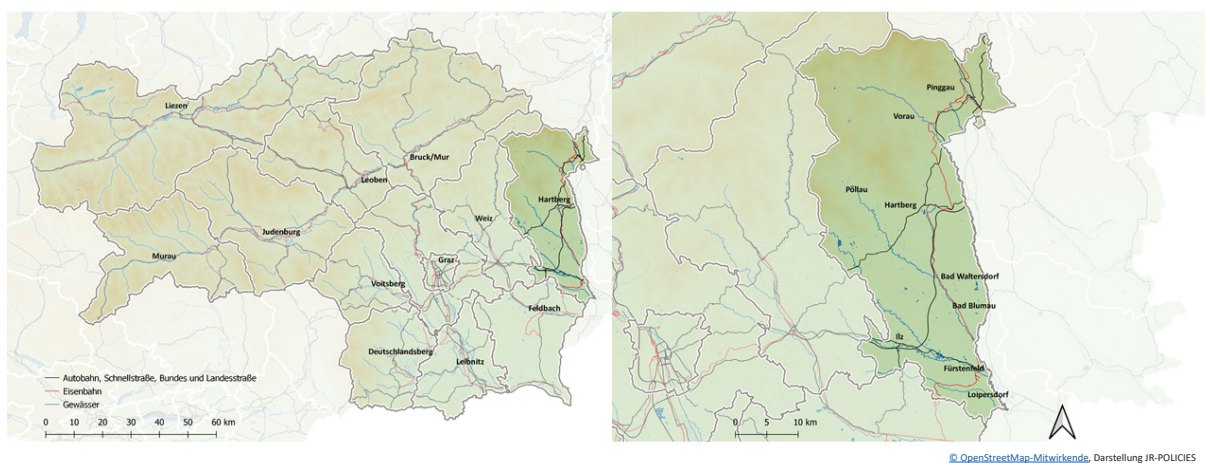 Liezen
Bruck/Mur
Leoben
Hartberg
Weiz
Judenburg
Murau
Graz
Voitsberg
Feldbach
Deutschlandsberg
Leibnitz
Autobahn, Schnellstraße, Bundes und Landesstraße
Eisenbahn
Gewässer
0 10 20 30 40 50 60 km
Pinggau
Vorau
Pöllau
Hartberg
Bad Waltersdorf
Bad Blumau
Ilz
Fürstenfeld
Loipersdorf
0 5 10 km
© OpenStreetMap-Mitwirkende, Darstellung JR-POLICIES